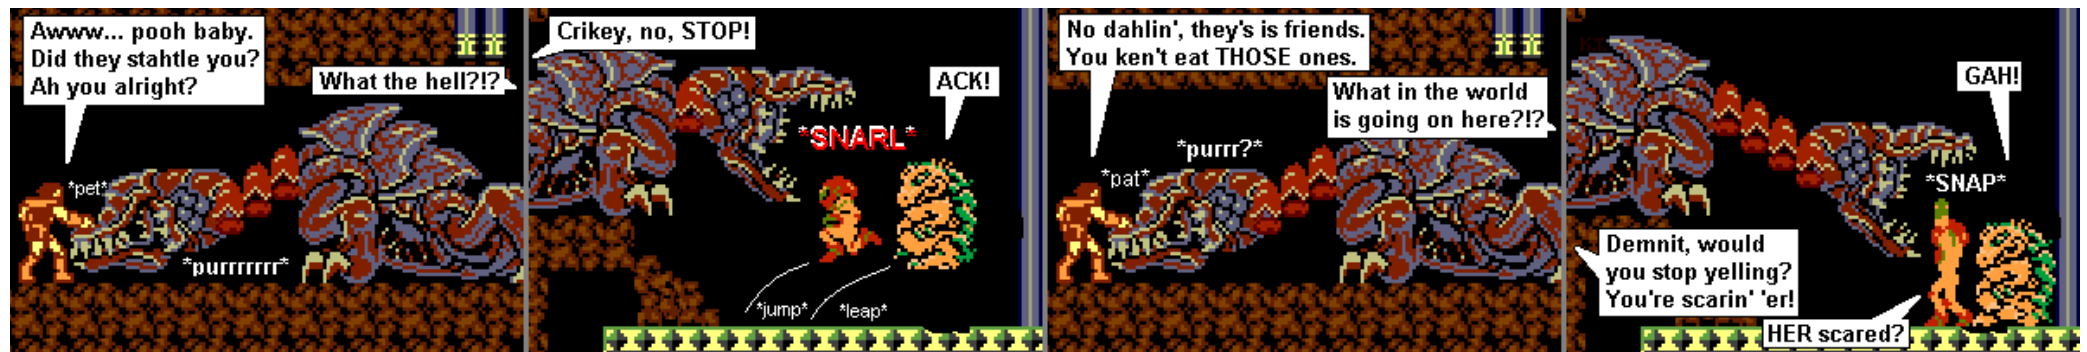 Awww... pooh baby.
Did they stahtle you?
Ah you alright?
What the hell?!?
*pet*
*purrrrrrr*
Crikey, no, STOP!
ACK!
*SNARL*
*jump*
*leap*
No dahlin', they's is friends.
You ken't eat THOSE ones.
What in the world
is going on here?!?
*purrr?*
*pat*
GAH!
*SNAP*
Demnit, would
you stop yelling?
You're scarin' 'er!
HER scared?